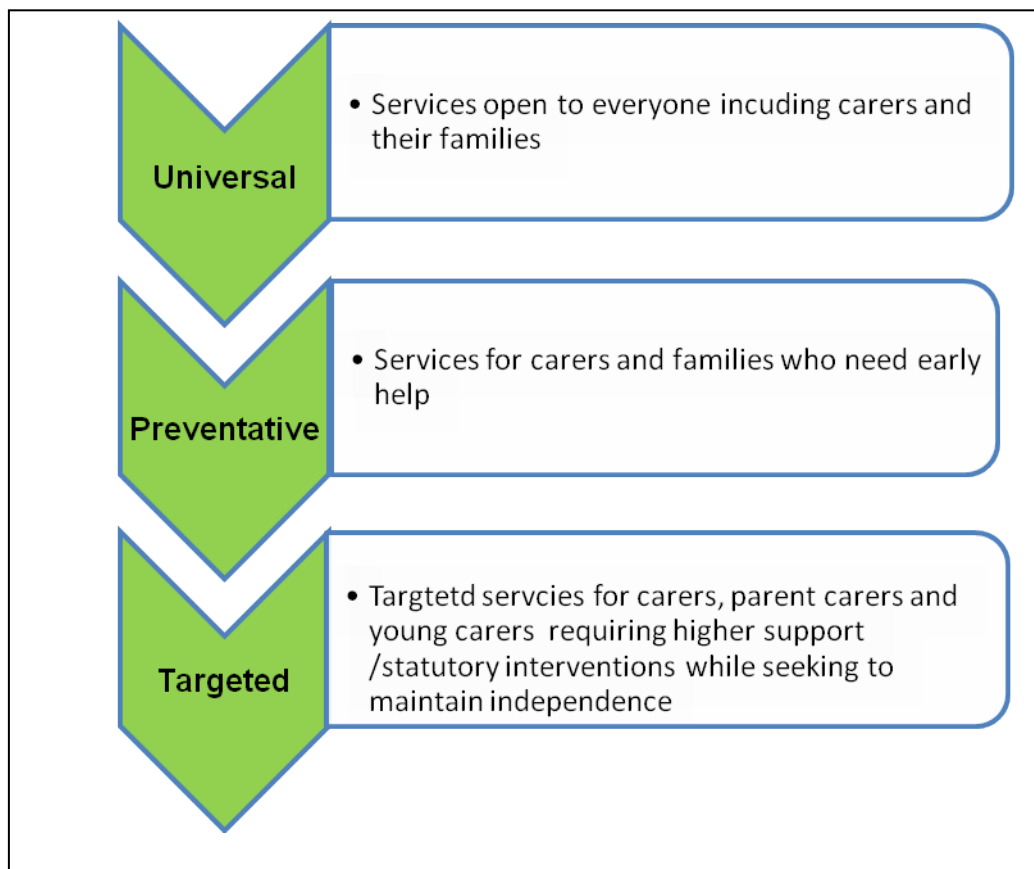 • Services open to everyone incuding carers and
their families
Universal
• Services for carers and families who need early
help
Preventative
• Targtetd servcies for carers, parent carers and
young carers requiring higher support
/statutory interventions while seeking to
maintain independence
Targeted